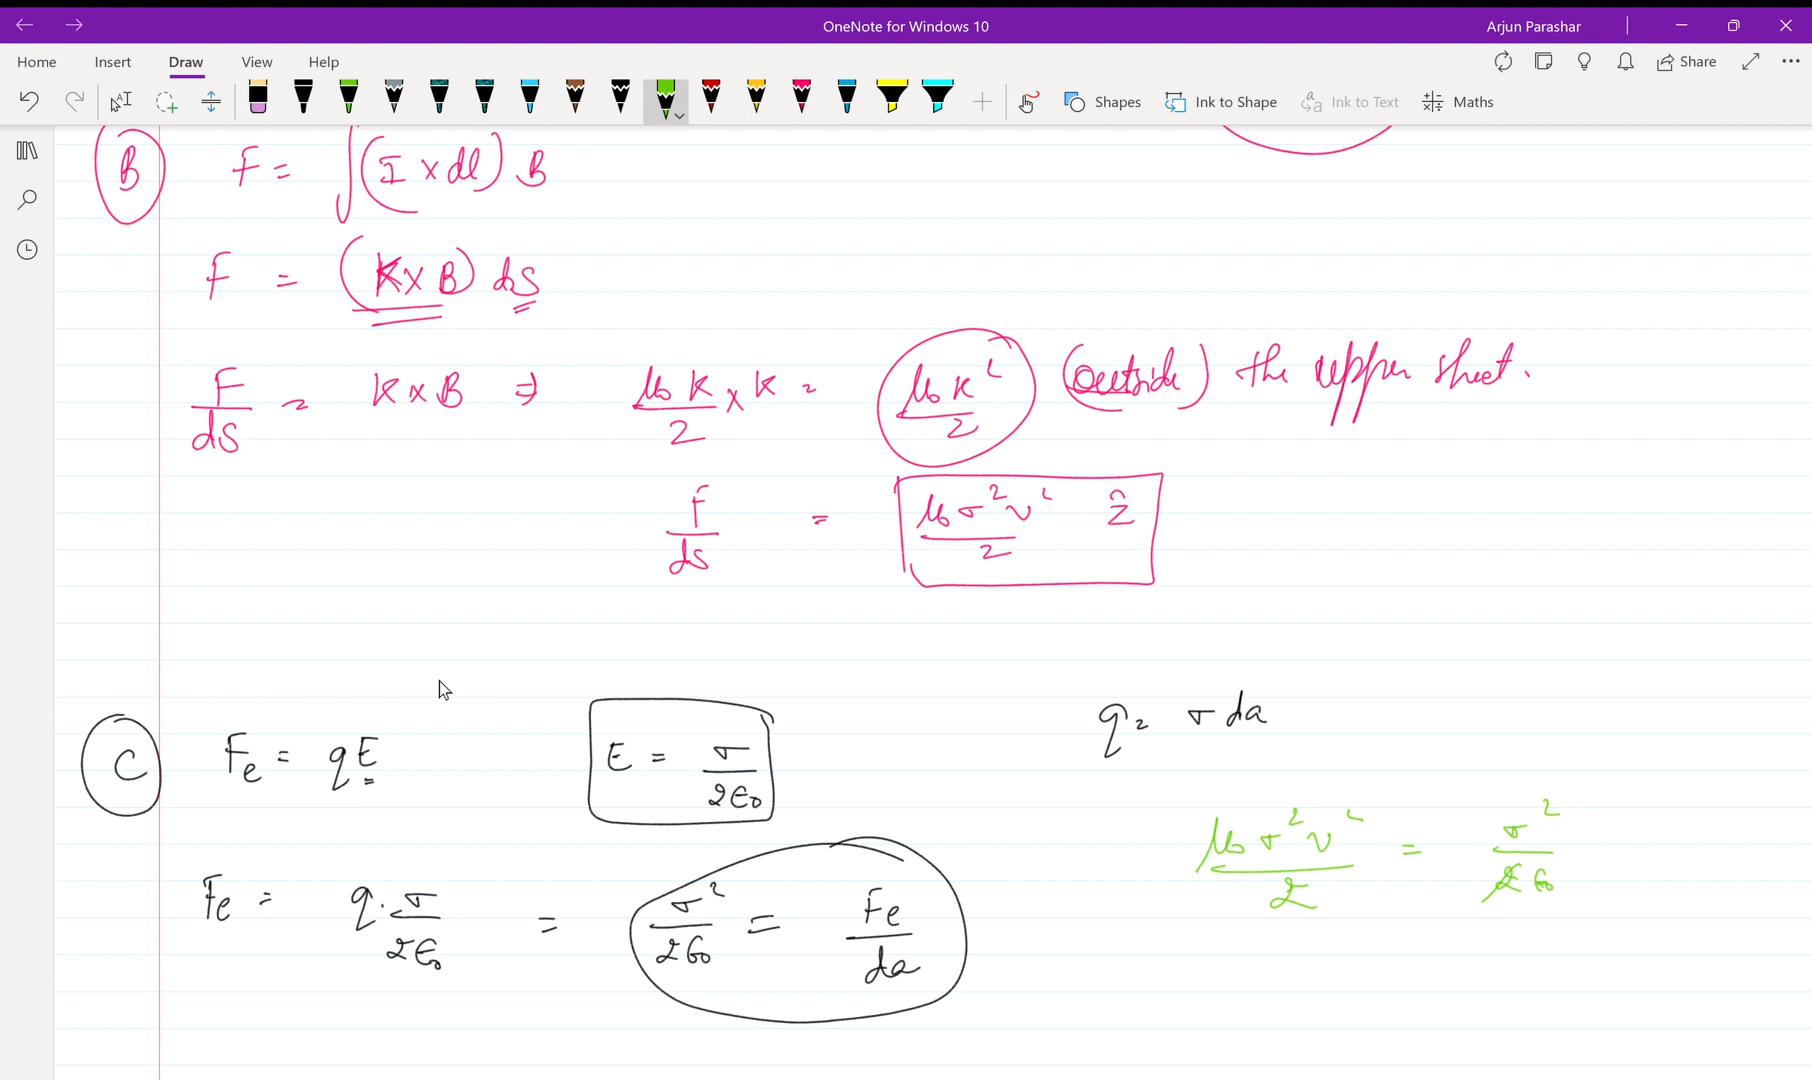 OneNote for Windows 10
Arjun Parashar
Home Insert Draw View Help
Share
Shapes Ink to Shape Ink to Text Maths
B F = ∫(I × dl) B
F = (K × B) ds
F/ds = K × B ⇒ μ₀K/2 × K = μ₀K²/2 (outside) the upper sheet.
F/ds = μ₀σ²v²/2 ẑ
C Fe = qE E = σ/2ε₀ q = σ da
μ₀σ²v²/2 = σ²/2ε₀
Fe = q·σ/2ε₀ = σ²/2ε₀ = Fe/da